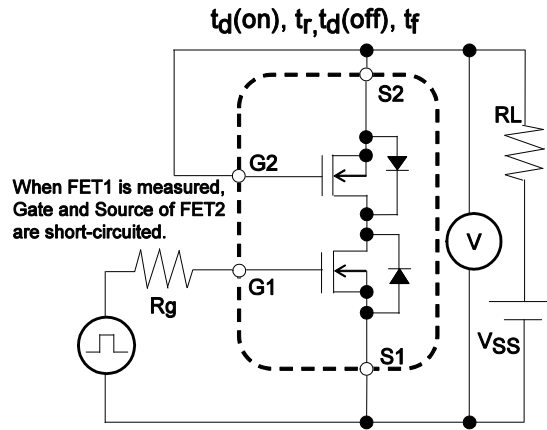 td(on), tr,td(off), tf
S2
RL
G2
When FET1 is measured,
Gate and Source of FET2
are short-circuited.
V
G1
Rg
VSS
S1